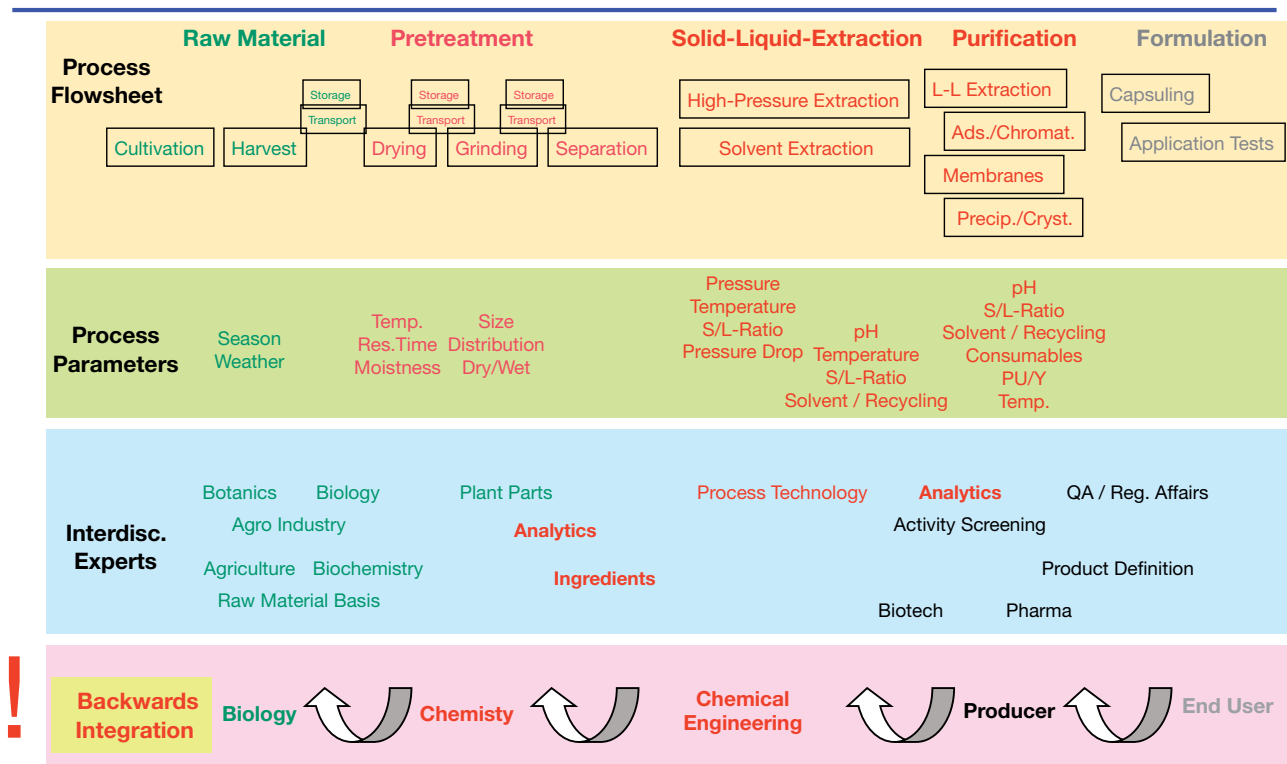 Raw Material
Pretreatment
Solid-Liquid-Extraction
Purification
Formulation
Process
Flowsheet
Storage
Transport
Storage
Transport
Storage
Transport
Cultivation
Harvest
Drying
Grinding
Separation
High-Pressure Extraction
Solvent Extraction
L-L Extraction
Ads./Chromat.
Membranes
Precip./Cryst.
Capsuling
Application Tests
Process
Parameters
Season
Weather
Temp.
Res.Time
Moistness
Size
Distribution
Dry/Wet
Pressure
Temperature
S/L-Ratio
Pressure Drop
pH
Temperature
S/L-Ratio
Solvent / Recycling
pH
S/L-Ratio
Solvent / Recycling
Consumables
PU/Y
Temp.
Interdisc.
Experts
Botanics
Biology
Plant Parts
Agro Industry
Analytics
Agriculture
Biochemistry
Ingredients
Raw Material Basis
Process Technology
Analytics
QA / Reg. Affairs
Activity Screening
Product Definition
Biotech
Pharma
!
Backwards
Integration
Biology
Chemisty
Chemical
Engineering
Producer
End User